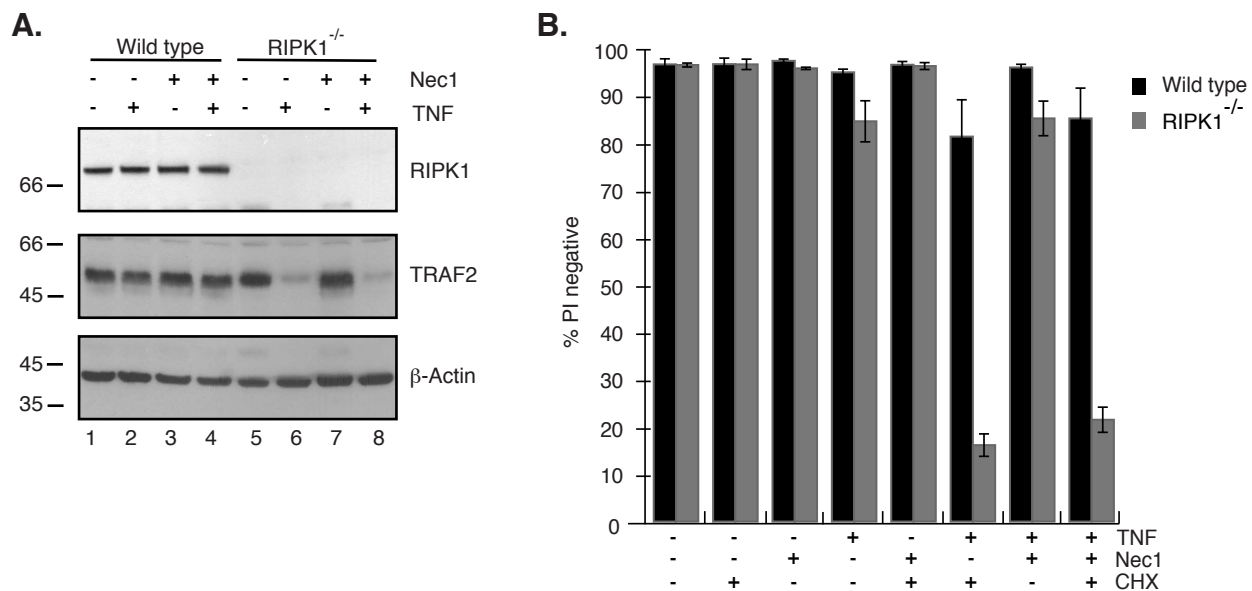 A.
Wild type RIPK1-/-
- - + + - - + + Nec1
- + - + - + - + TNF
66 RIPK1
66
45 TRAF2
45
35 β-Actin
1 2 3 4 5 6 7 8
B.
% PI negative
100
90
80
70
60
50
40
30
20
10
0
Wild type
RIPK1-/-
- - - + - + + + TNF
- - + - + - + + Nec1
- + - - + + - + CHX